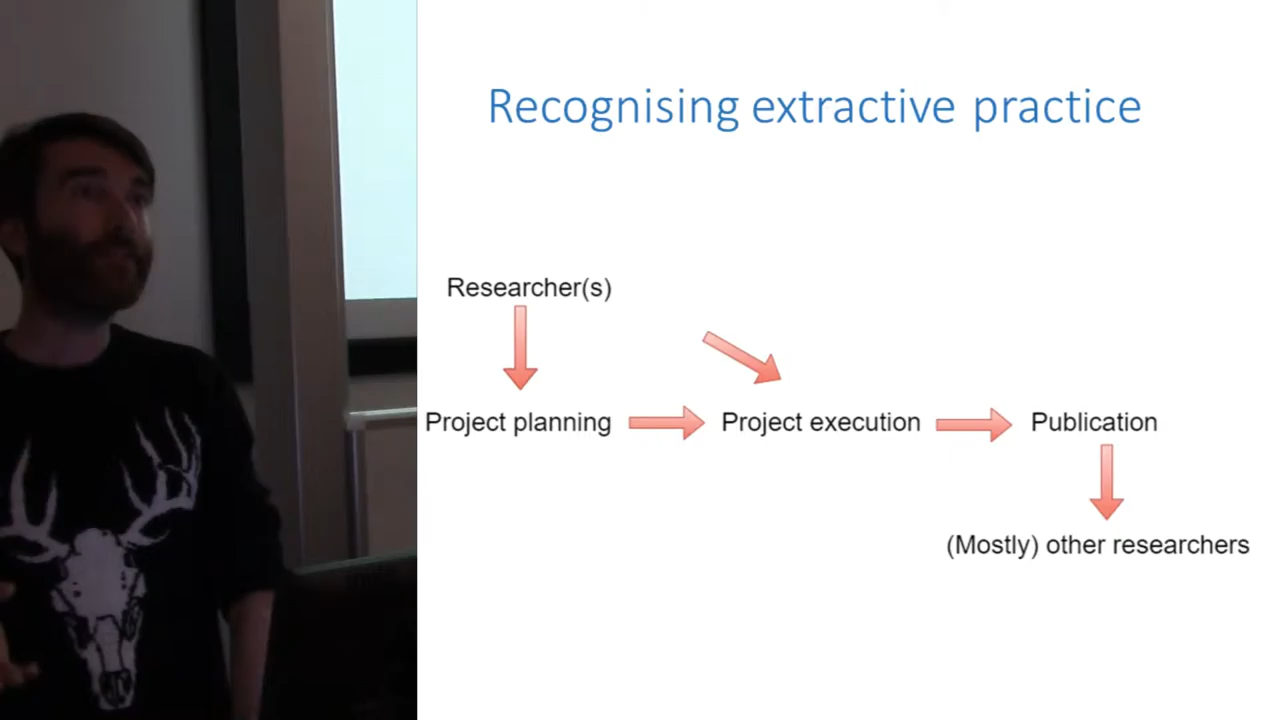 Recognising extractive practice
Researcher(s)
Project planning
Project execution
Publication
(Mostly) other researchers